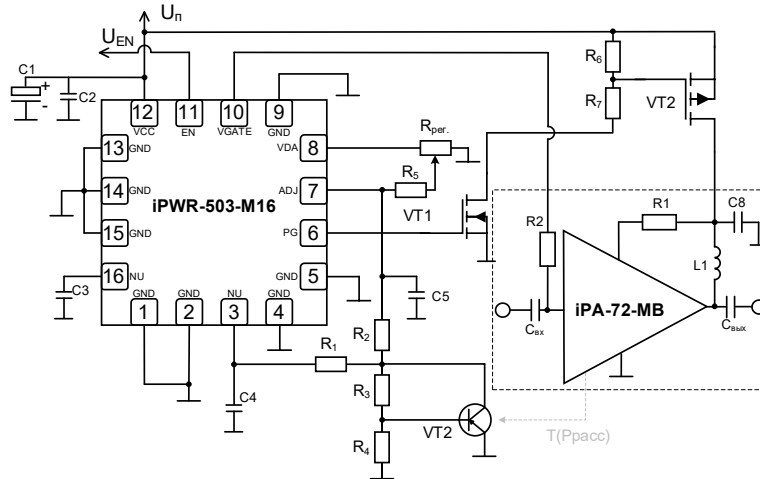 Uп
UEN
C1
+
-
C2
12
VCC
11
EN
10
VGATE
9
GND
13
GND
14
GND
15
GND
16
NU
1
GND
2
GND
3
NU
4
GND
5
GND
6
PG
7
ADJ
8
VDA
iPWR-503-M16
Rрег.
R5
VT1
R6
R7
VT2
R2
R1
C8
L1
iPA-72-MB
Cвх
Cвых
C3
C4
C5
R1
R2
R3
R4
VT2
T(Pрасс)